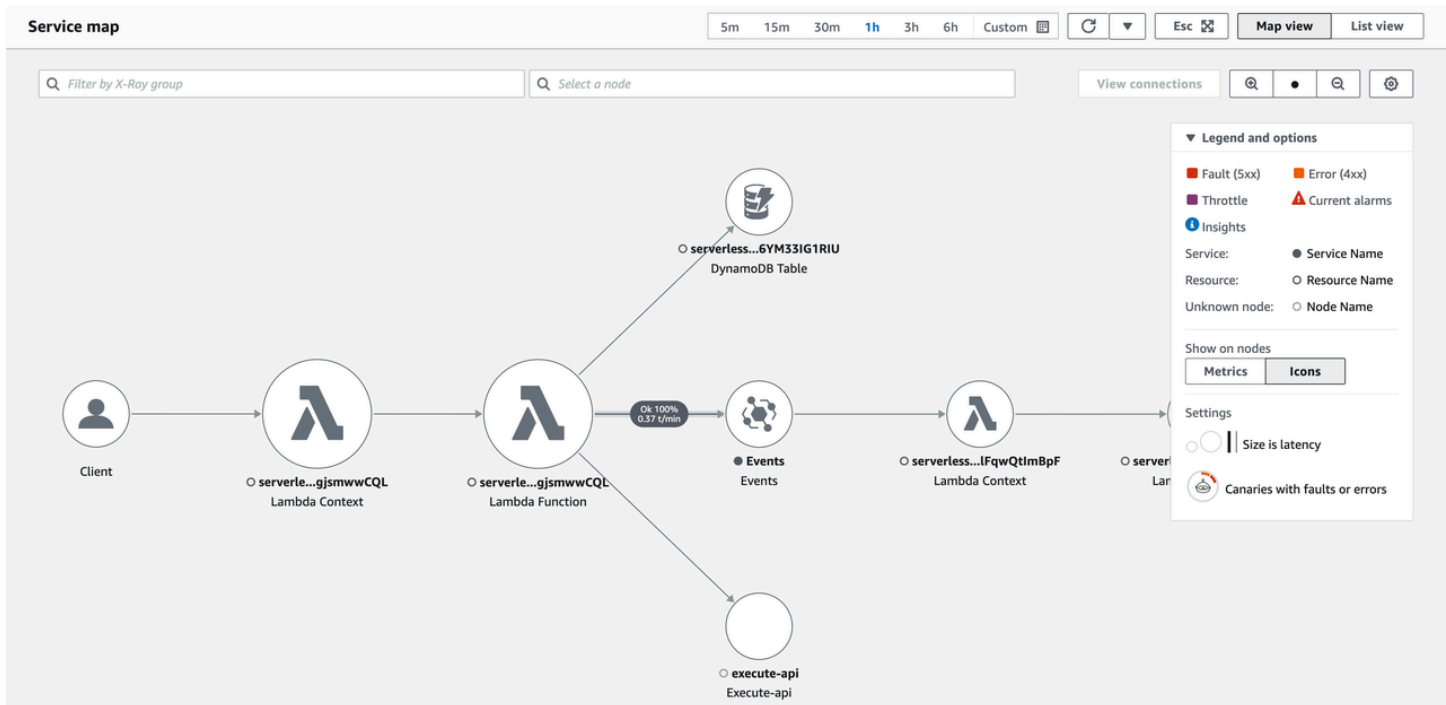 Service map
5m 15m 30m 1h 3h 6h Custom
Esc
Map view List view
Filter by X-Ray group
Select a node
View connections
Legend and options
Fault (5xx) Error (4xx)
Throttle Current alarms
Insights
Service: Service Name
Resource: Resource Name
Unknown node: Node Name
Show on nodes
Metrics Icons
Settings
Size is latency
Canaries with faults or errors
serverless...6YM33IG1RIU
DynamoDB Table
Client
serverle...gjsmwwCQL
Lambda Context
serverle...gjsmwwCQL
Lambda Function
Ok 100%
0.37 t/min
Events
Events
serverless...lFqwQtImBpF
Lambda Context
server
Lar
execute-api
Execute-api